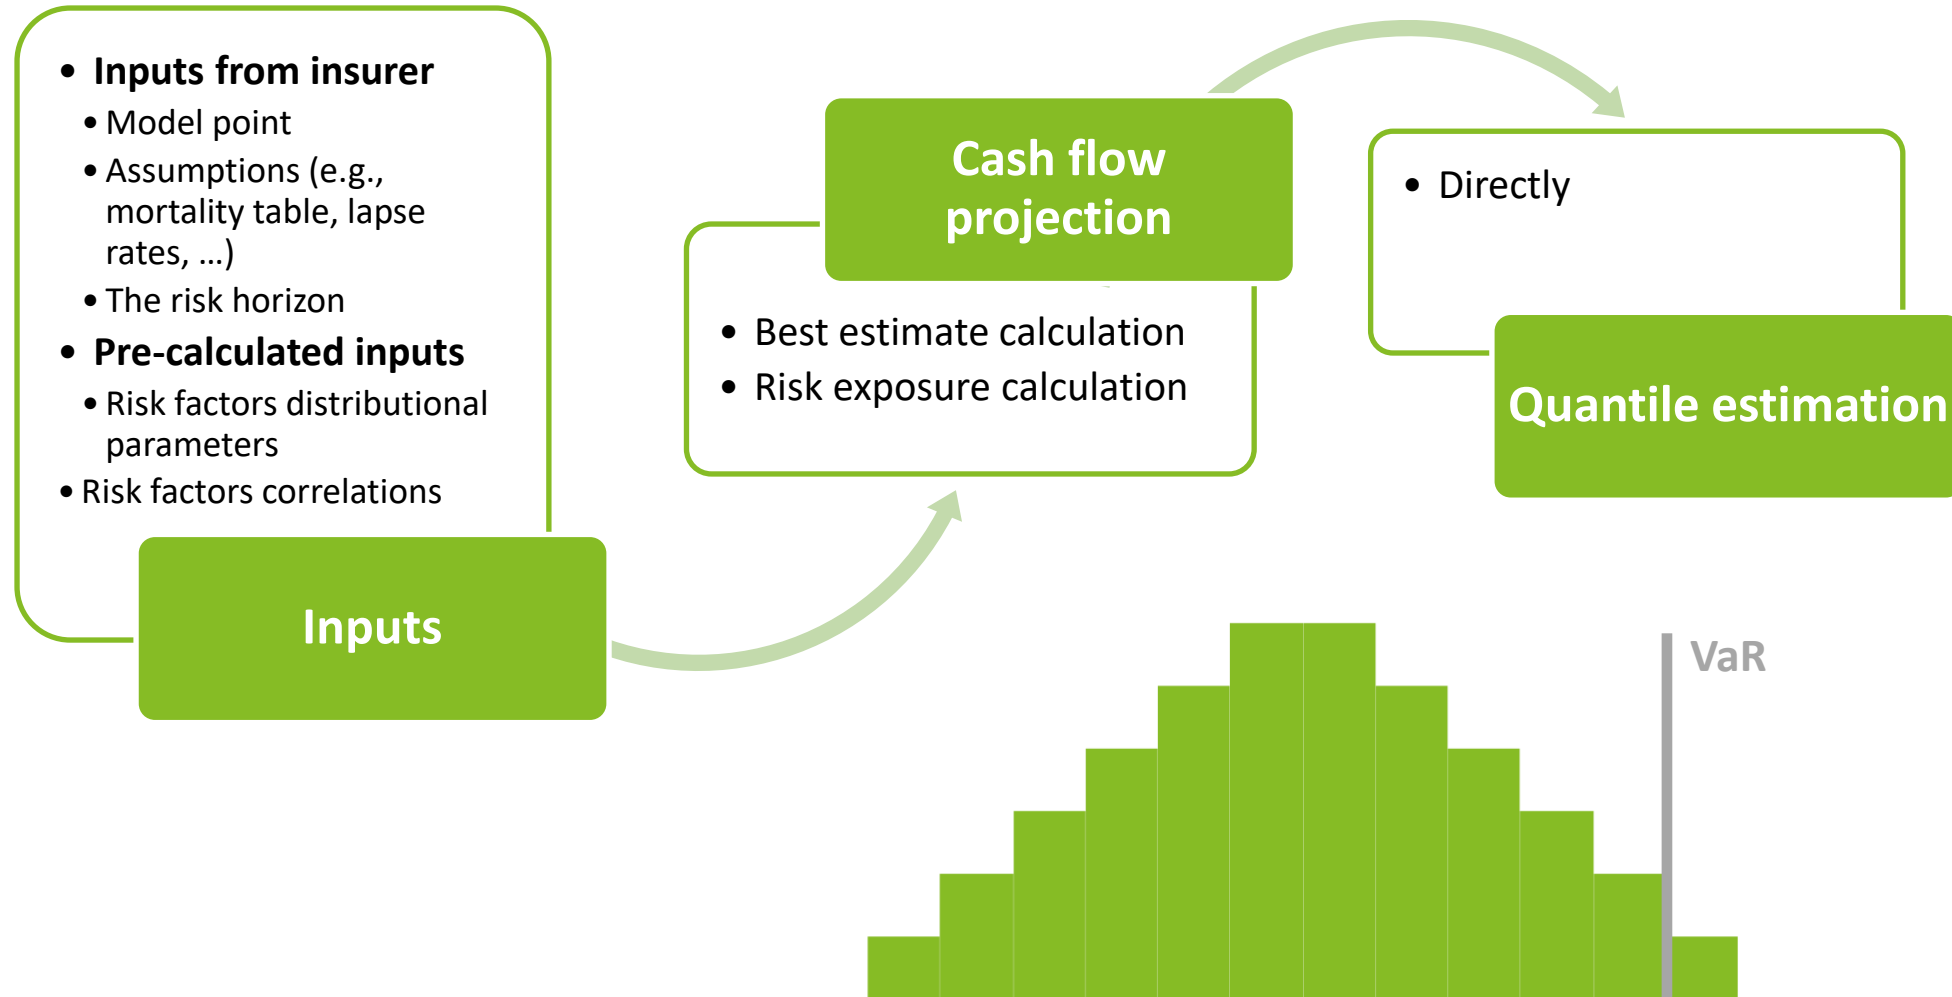 • Inputs from insurer
• Model point
• Assumptions (e.g.,
mortality table, lapse
rates, ...)
• The risk horizon
• Pre-calculated inputs
• Risk factors distributional
parameters
• Risk factors correlations
Inputs
Cash flow
projection
• Best estimate calculation
• Risk exposure calculation
• Directly
Quantile estimation
VaR